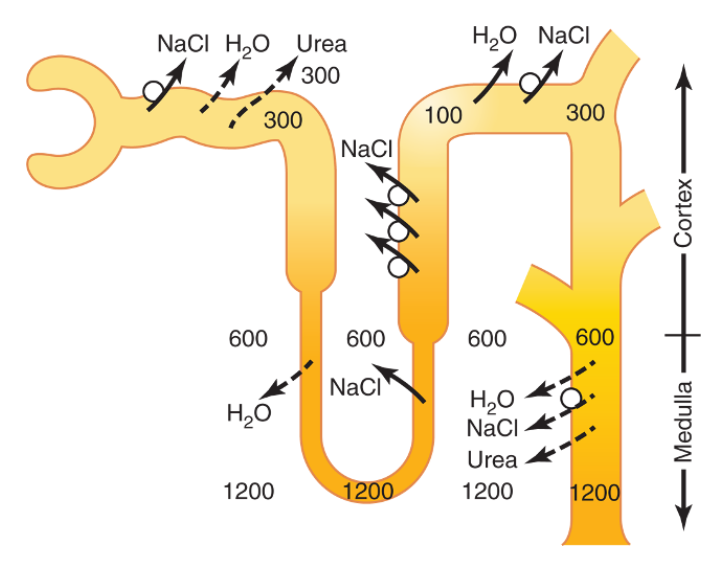 NaCl H₂O Urea
300
300
H₂O NaCl
100
300
NaCl
Cortex
600
600
600
600
H₂O
NaCl
H₂O
NaCl
Urea
Medulla
1200
1200
1200
1200